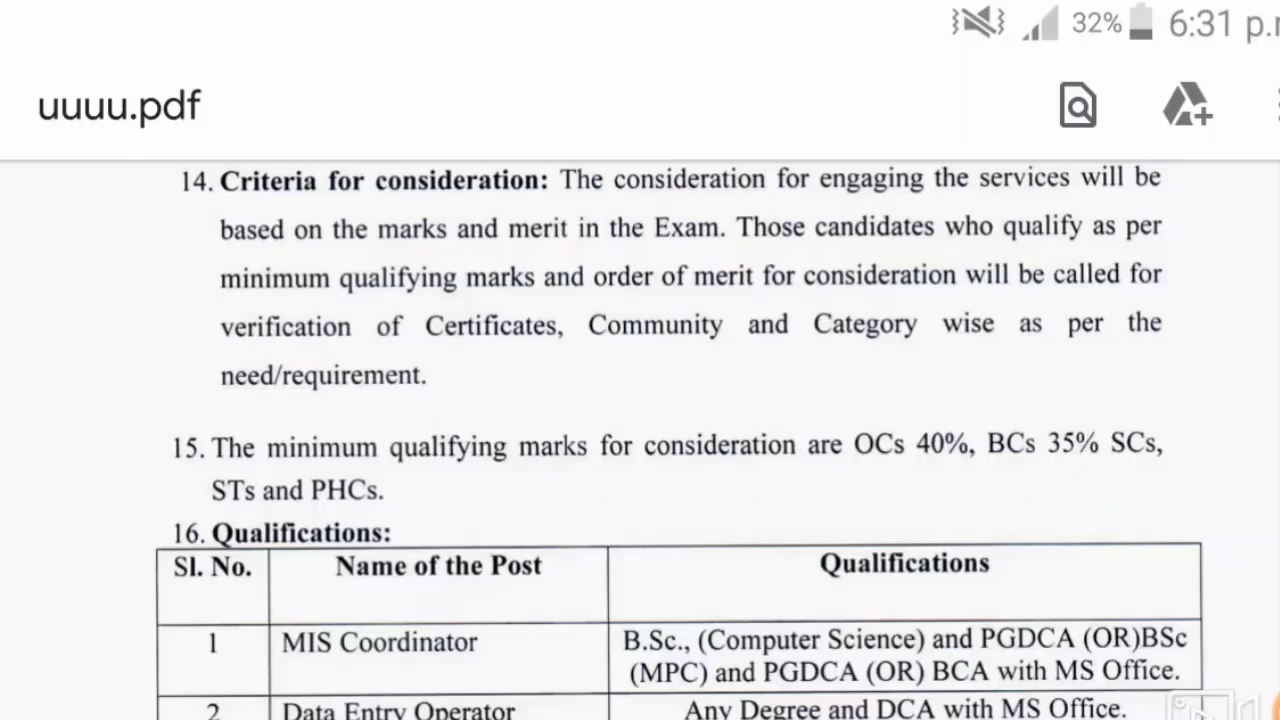 32% 6:31 p.
uuuu.pdf
14. Criteria for consideration: The consideration for engaging the services will be
based on the marks and merit in the Exam. Those candidates who qualify as per
minimum qualifying marks and order of merit for consideration will be called for
verification of Certificates, Community and Category wise as per the
need/requirement.
15. The minimum qualifying marks for consideration are OCs 40%, BCs 35% SCs,
STs and PHCs.
16. Qualifications:
Sl. No. Name of the Post Qualifications
1 MIS Coordinator B.Sc., (Computer Science) and PGDCA (OR)BSc
(MPC) and PGDCA (OR) BCA with MS Office.
2 Data Entry Operator Any Degree and DCA with MS Office.